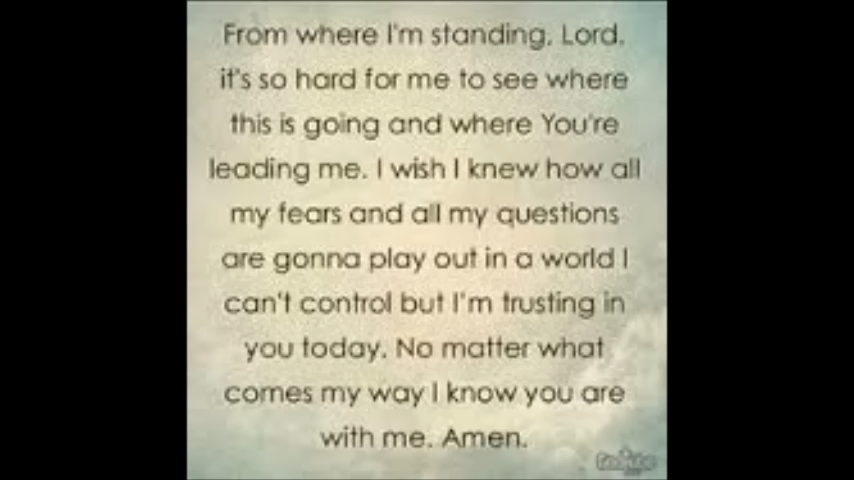 From where I'm standing, Lord,
it's so hard for me to see where
this is going and where You're
leading me. I wish I knew how all
my fears and all my questions
are gonna play out in a world I
can't control but I'm trusting in
you today. No matter what
comes my way I know you are
with me. Amen.